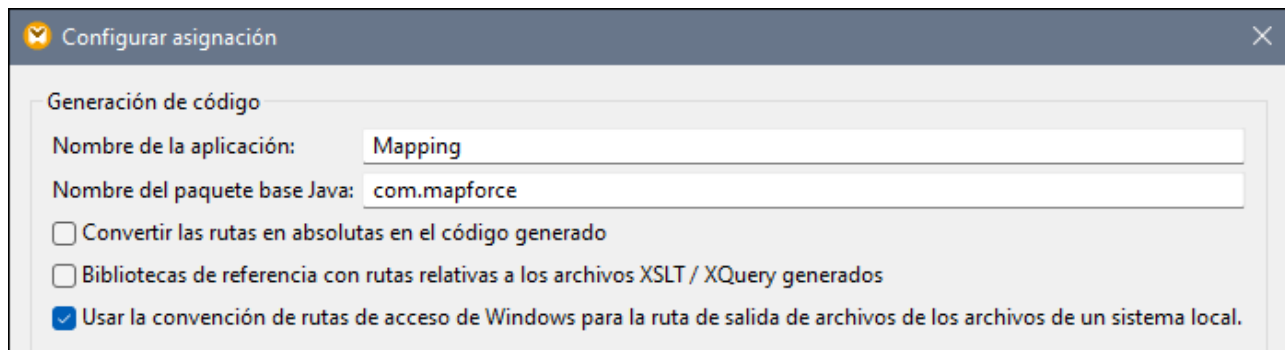 Configurar asignación
Generación de código
Nombre de la aplicación: Mapping
Nombre del paquete base Java: com.mapforce
Convertir las rutas en absolutas en el código generado
Bibliotecas de referencia con rutas relativas a los archivos XSLT / XQuery generados
Usar la convención de rutas de acceso de Windows para la ruta de salida de archivos de los archivos de un sistema local.